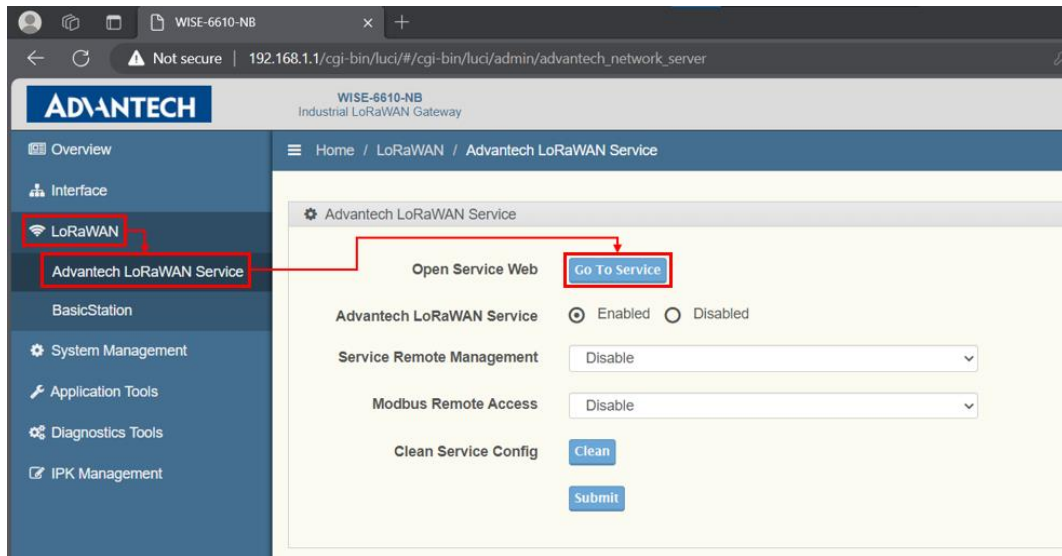 WISE-6610-NB
Not secure | 192.168.1.1/cgi-bin/luci/#/cgi-bin/luci/admin/advantech_network_server
ADVANTECH
WISE-6610-NB
Industrial LoRaWAN Gateway
Overview
Home / LoRaWAN / Advantech LoRaWAN Service
Interface
LoRaWAN
Advantech LoRaWAN Service
Advantech LoRaWAN Service
Open Service Web Go To Service
BasicStation
Advantech LoRaWAN Service Enabled Disabled
System Management
Service Remote Management Disable
Application Tools
Modbus Remote Access Disable
Diagnostics Tools
Clean Service Config Clean
IPK Management
Submit